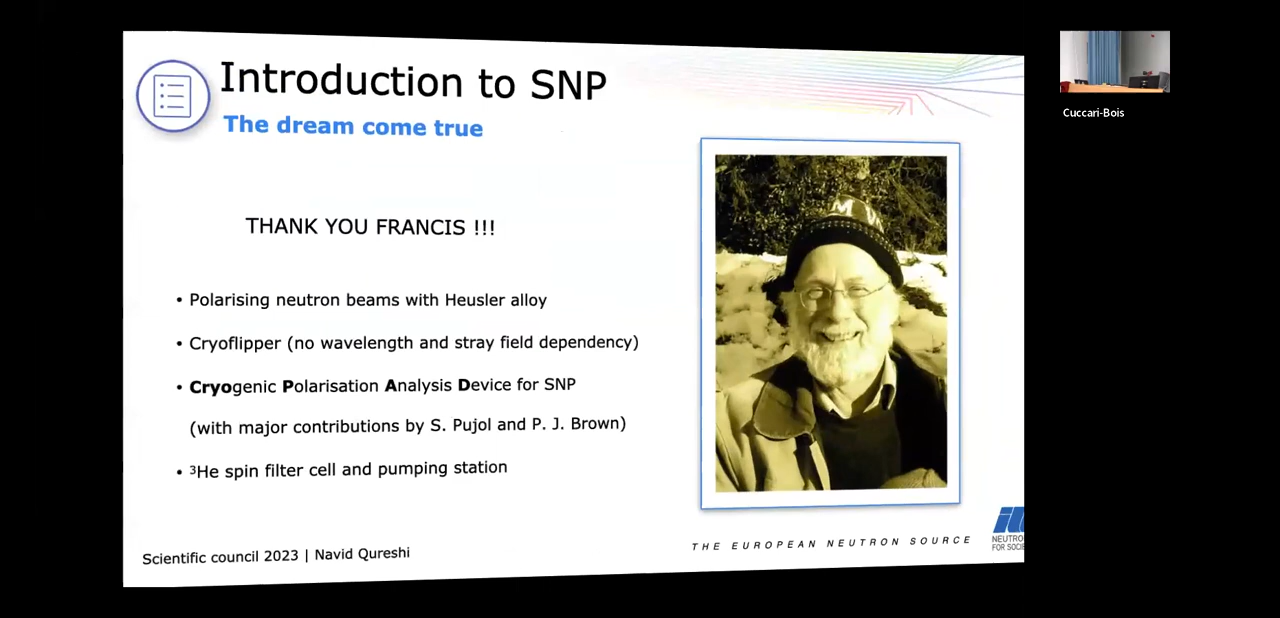 Introduction to SNP
The dream come true
THANK YOU FRANCIS !!!
• Polarising neutron beams with Heusler alloy
• Cryoflipper (no wavelength and stray field dependency)
• Cryogenic Polarisation Analysis Device for SNP
(with major contributions by S. Pujol and P. J. Brown)
• ³He spin filter cell and pumping station
Scientific council 2023 | Navid Qureshi
THE EUROPEAN NEUTRON SOURCE
Cuccari-Bois